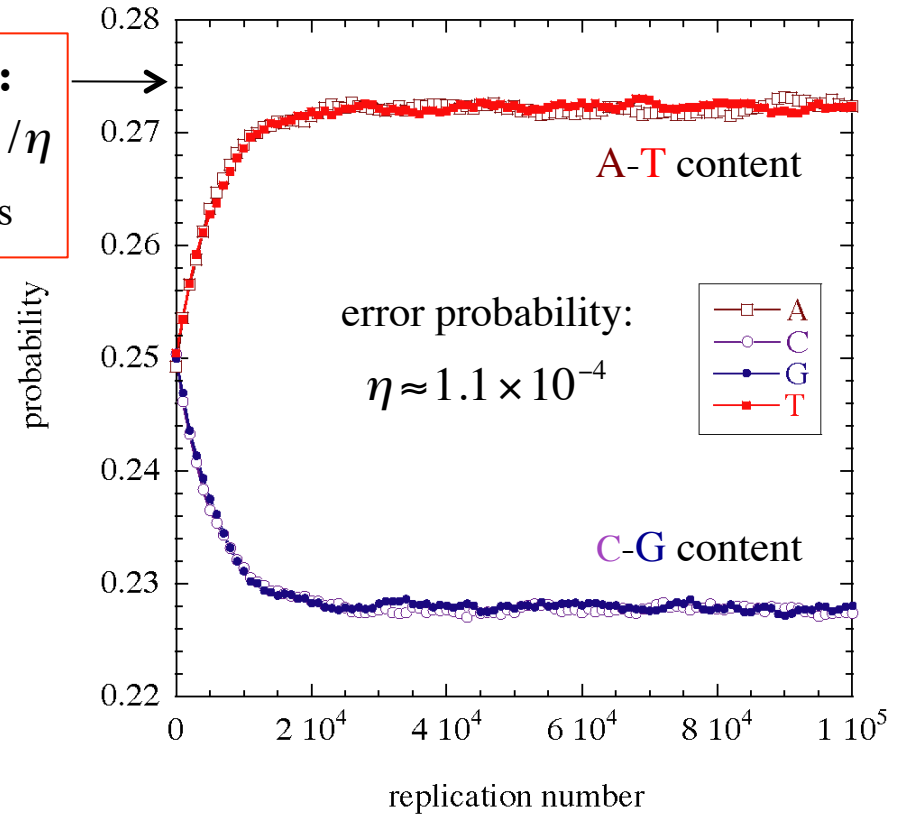 :
/η
s
0.28
0.27
0.26
0.25
0.24
0.23
0.22
probability
A-T content
error probability:
η ≈ 1.1 × 10⁻⁴
A
C
G
T
C-G content
0
2 10⁴
4 10⁴
6 10⁴
8 10⁴
1 10⁵
replication number